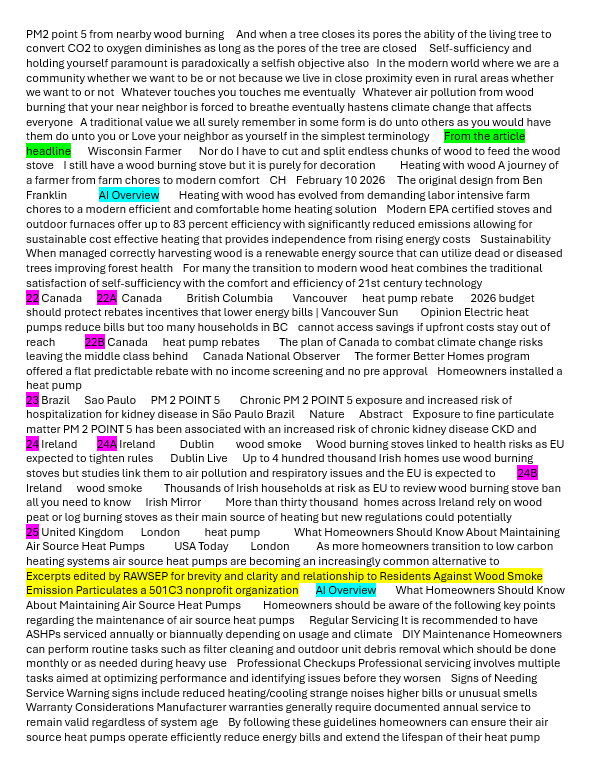 PM2 point 5 from nearby wood burning And when a tree closes its pores the ability of the living tree to
convert CO2 to oxygen diminishes as long as the pores of the tree are closed Self-sufficiency and
holding yourself paramount is paradoxically a selfish objective also In the modern world where we are a
community whether we want to be or not because we live in close proximity even in rural areas whether
we want to or not Whatever touches you touches me eventually Whatever air pollution from wood
burning that your near neighbor is forced to breathe eventually hastens climate change that affects
everyone A traditional value we all surely remember in some form is do unto others as you would have
them do unto you or Love your neighbor as yourself in the simplest terminology From the article
headline Wisconsin Farmer Nor do I have to cut and split endless chunks of wood to feed the wood
stove I still have a wood burning stove but it is purely for decoration Heating with wood A journey of
a farmer from farm chores to modern comfort CH February 10 2026 The original design from Ben
Franklin AI Overview Heating with wood has evolved from demanding labor intensive farm
chores to a modern efficient and comfortable home heating solution Modern EPA certified stoves and
outdoor furnaces offer up to 83 percent efficiency with significantly reduced emissions allowing for
sustainable cost effective heating that provides independence from rising energy costs Sustainability
When managed correctly harvesting wood is a renewable energy source that can utilize dead or diseased
trees improving forest health For many the transition to modern wood heat combines the traditional
satisfaction of self-sufficiency with the comfort and efficiency of 21st century technology
22 Canada 22A Canada British Columbia Vancouver heat pump rebate 2026 budget
should protect rebates incentives that lower energy bills | Vancouver Sun Opinion Electric heat
pumps reduce bills but too many households in BC cannot access savings if upfront costs stay out of
reach 22B Canada heat pump rebates The plan of Canada to combat climate change risks
leaving the middle class behind Canada National Observer The former Better Homes program
offered a flat predictable rebate with no income screening and no pre approval Homeowners installed a
heat pump
23 Brazil Sao Paulo PM 2 POINT 5 Chronic PM 2 POINT 5 exposure and increased risk of
hospitalization for kidney disease in São Paulo Brazil Nature Abstract Exposure to fine particulate
matter PM 2 POINT 5 has been associated with an increased risk of chronic kidney disease CKD and
24 Ireland 24A Ireland Dublin wood smoke Wood burning stoves linked to health risks as EU
expected to tighten rules Dublin Live Up to 4 hundred thousand Irish homes use wood burning
stoves but studies link them to air pollution and respiratory issues and the EU is expected to 24B
Ireland wood smoke Thousands of Irish households at risk as EU to review wood burning stove ban
all you need to know Irish Mirror More than thirty thousand homes across Ireland rely on wood
peat or log burning stoves as their main source of heating but new regulations could potentially
25 United Kingdom London heat pump What Homeowners Should Know About Maintaining
Air Source Heat Pumps USA Today London As more homeowners transition to low carbon
heating systems air source heat pumps are becoming an increasingly common alternative to
Excerpts edited by RAWSEP for brevity and clarity and relationship to Residents Against Wood Smoke
Emission Particulates a 501C3 nonprofit organization AI Overview What Homeowners Should Know
About Maintaining Air Source Heat Pumps Homeowners should be aware of the following key points
regarding the maintenance of air source heat pumps Regular Servicing It is recommended to have
ASHPs serviced annually or biannually depending on usage and climate DIY Maintenance Homeowners
can perform routine tasks such as filter cleaning and outdoor unit debris removal which should be done
monthly or as needed during heavy use Professional Checkups Professional servicing involves multiple
tasks aimed at optimizing performance and identifying issues before they worsen Signs of Needing
Service Warning signs include reduced heating/cooling strange noises higher bills or unusual smells
Warranty Considerations Manufacturer warranties generally require documented annual service to
remain valid regardless of system age By following these guidelines homeowners can ensure their air
source heat pumps operate efficiently reduce energy bills and extend the lifespan of their heat pump